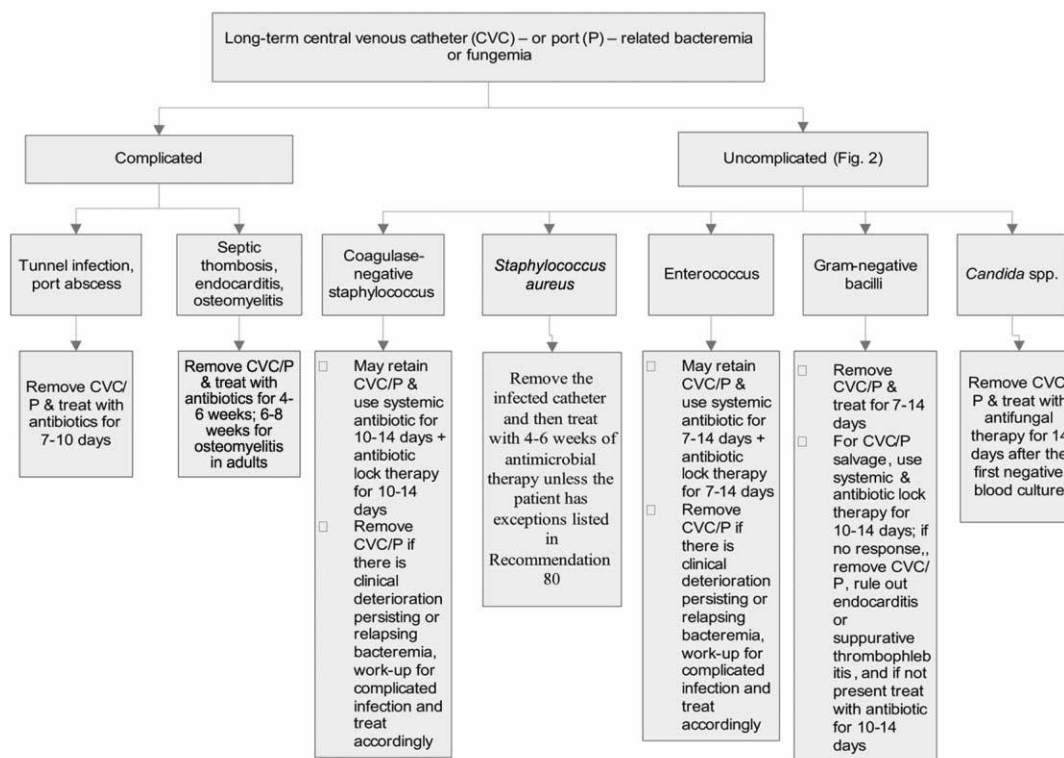 Long-term central venous catheter (CVC) – or port (P) – related bacteremia
or fungemia
Complicated
Uncomplicated (Fig. 2)
Tunnel infection,
port abscess
Septic
thombosis,
endocarditis,
osteomyelitis
Coagulase-
negative
staphylococcus
Staphylococcus
aureus
Enterococcus
Gram-negative
bacilli
Candida spp.
Remove CVC/
P & treat with
antibiotics for
7-10 days
Remove CVC/P
& treat with
antibiotics for 4-
6 weeks; 6-8
weeks for
osteomyelitis
in adults
May retain
CVC/P & use
systemic
antibiotic for
10-14 days +
antibiotic
lock therapy
for 10-14
days
Remove
CVC/P if
there is
clinical
deterioration
persisting or
relapsing
bacteremia,
work-up for
complicated
infection and
treat
accordingly
Remove the
infected catheter
and then treat
with 4-6 weeks of
antimicrobial
therapy unless the
patient has
exceptions listed
in
Recommendation
80
May retain
CVC/P & use
systemic
antibiotic for
7-14 days +
antibiotic
lock therapy
for 7-14 days
Remove
CVC/P if
there is
clinical
deterioration
persisting or
relapsing
bacteremia,
work-up for
complicated
infection and
treat
accordingly
Remove
CVC/P &
treat for 7-14
days
For CVC/P
salvage, use
systemic &
antibiotic lock
therapy for
10-14 days; if
no response,,
remove CVC/
P, rule out
endocarditis
or
suppurative
thrombophleb
itis, and if not
present treat
with antibiotic
for 10-14
days
Remove CVC
P & treat with
antifungal
therapy for 14
days after the
first negative
blood culture